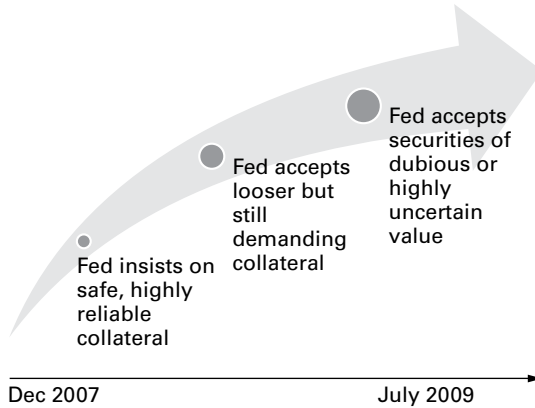 Fed accepts
securities of
dubious or
highly
uncertain
value
Fed accepts
looser but
still
demanding
collateral
Fed insists on
safe, highly
reliable
collateral
Dec 2007
July 2009